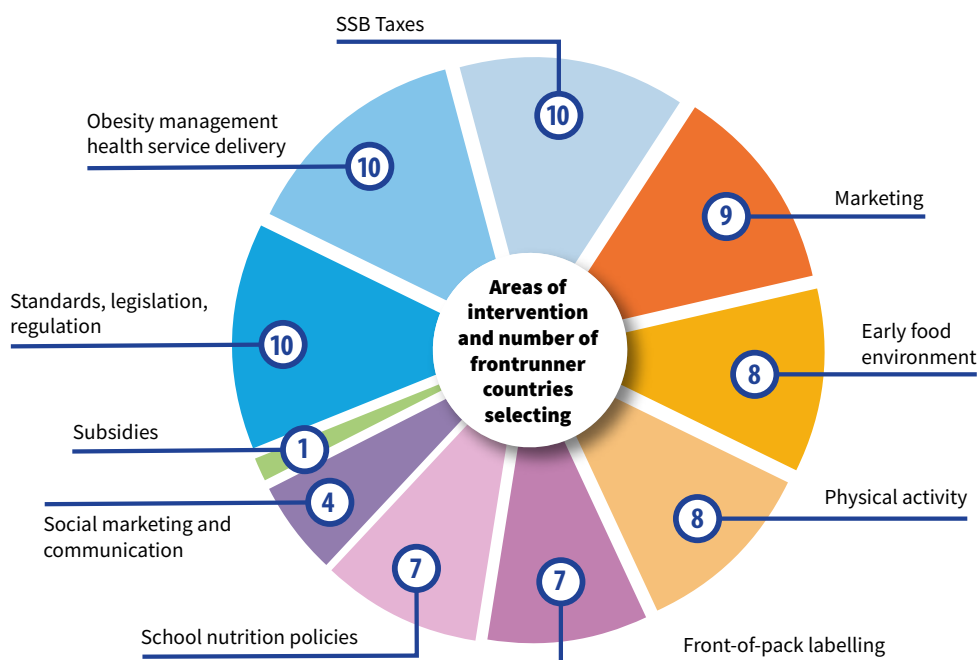 SSB Taxes
10
Obesity management
health service delivery
10
9
Marketing
Areas of
intervention
and number of
frontrunner
countries
selecting
Standards, legislation,
regulation
10
8
Early food
environment
Subsidies
1
4
Social marketing and
communication
8
Physical activity
7
School nutrition policies
7
Front-of-pack labelling